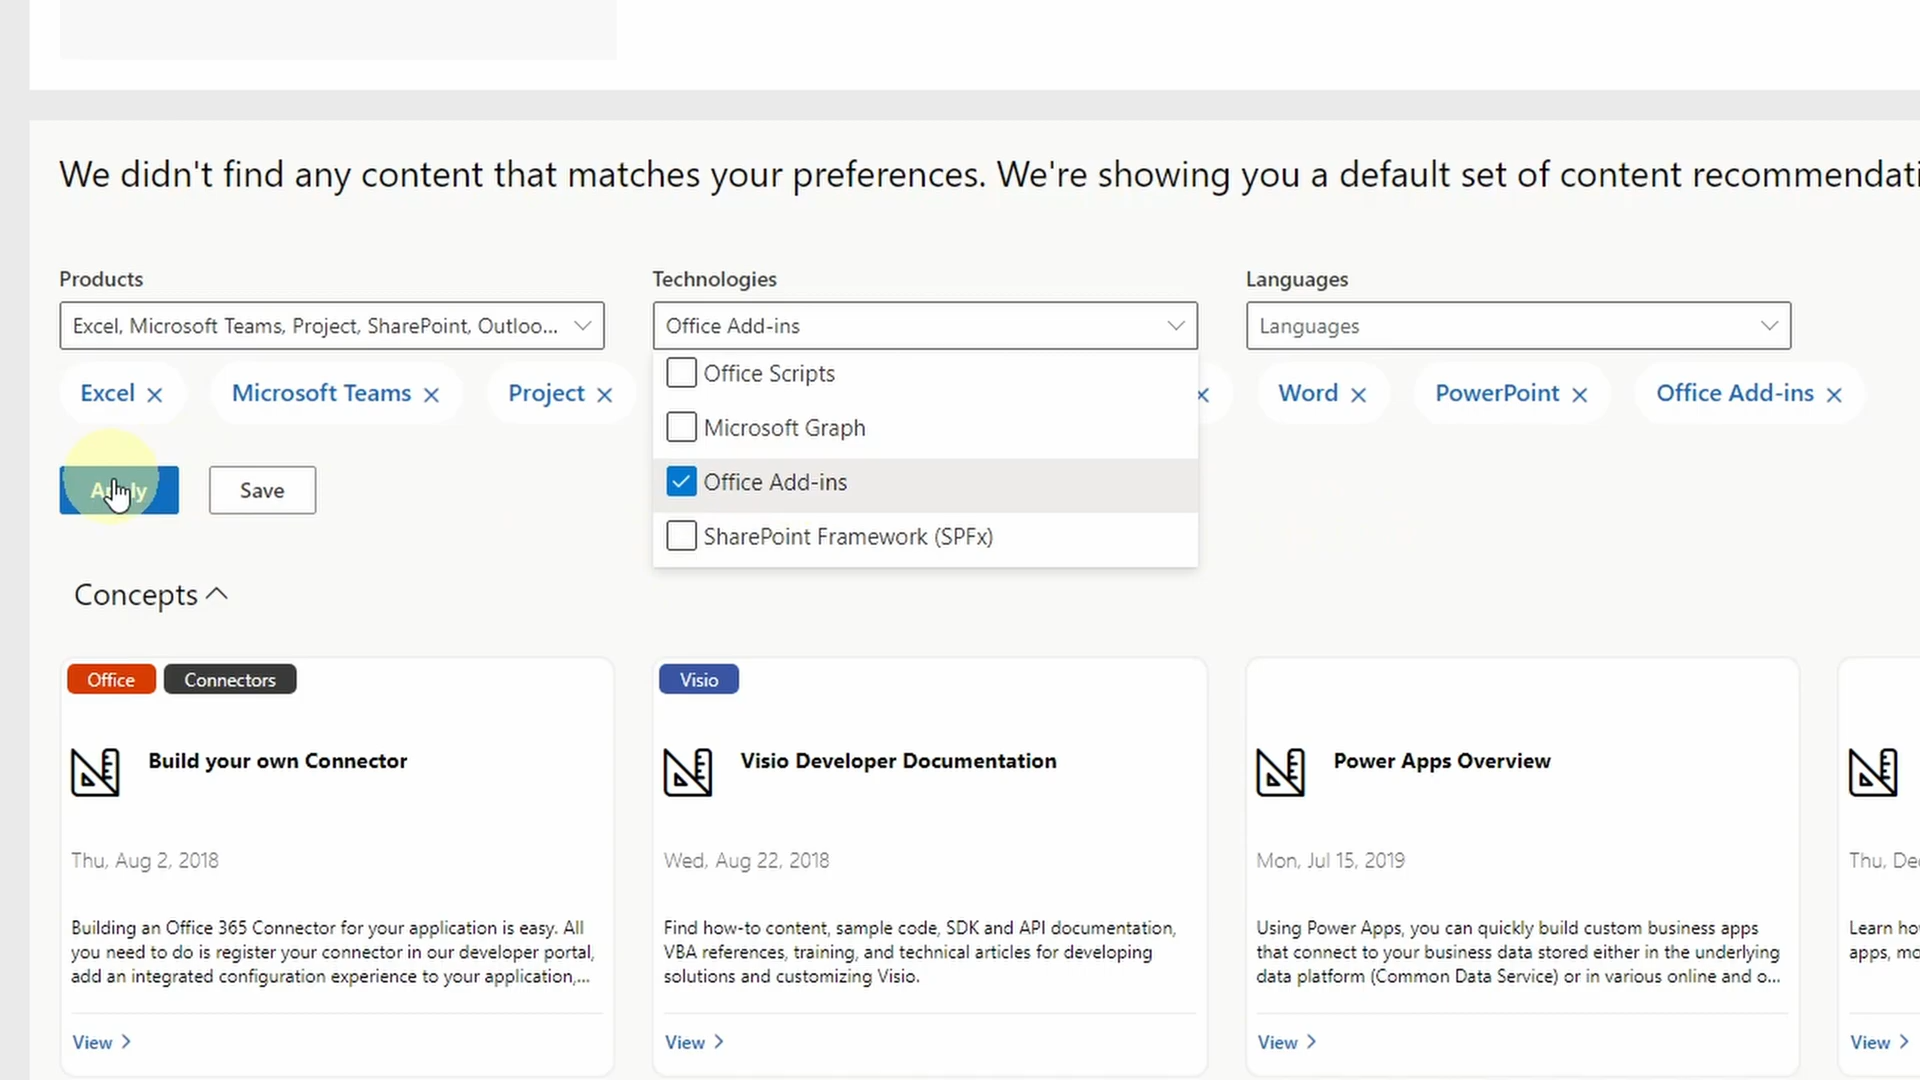 We didn't find any content that matches your preferences. We're showing you a default set of content
Products
Technologies
Languages
Excel, Microsoft Teams, Project, SharePoint, Outloo...
Office Add-ins
Languages
Excel
Microsoft Teams
Project
Word
PowerPoint
Office Add-ins
Office Scripts
Microsoft Graph
Office Add-ins
SharePoint Framework (SPFx)
Apply
Save
Concepts
Office
Connectors
Build your own Connector
Thu, Aug 2, 2018
Building an Office 365 Connector for your application is easy. All
you need to do is register your connector in our developer portal,
add an integrated configuration experience to your application,...
View
Visio
Visio Developer Documentation
Wed, Aug 22, 2018
Find how-to content, sample code, SDK and API documentation,
VBA references, training, and technical articles for developing
solutions and customizing Visio.
View
Power Apps Overview
Mon, Jul 15, 2019
Using Power Apps, you can quickly build custom business apps
that connect to your business data stored either in the underlying
data platform (Common Data Service) or in various online and o...
View
Thu,
Learn
apps,
View